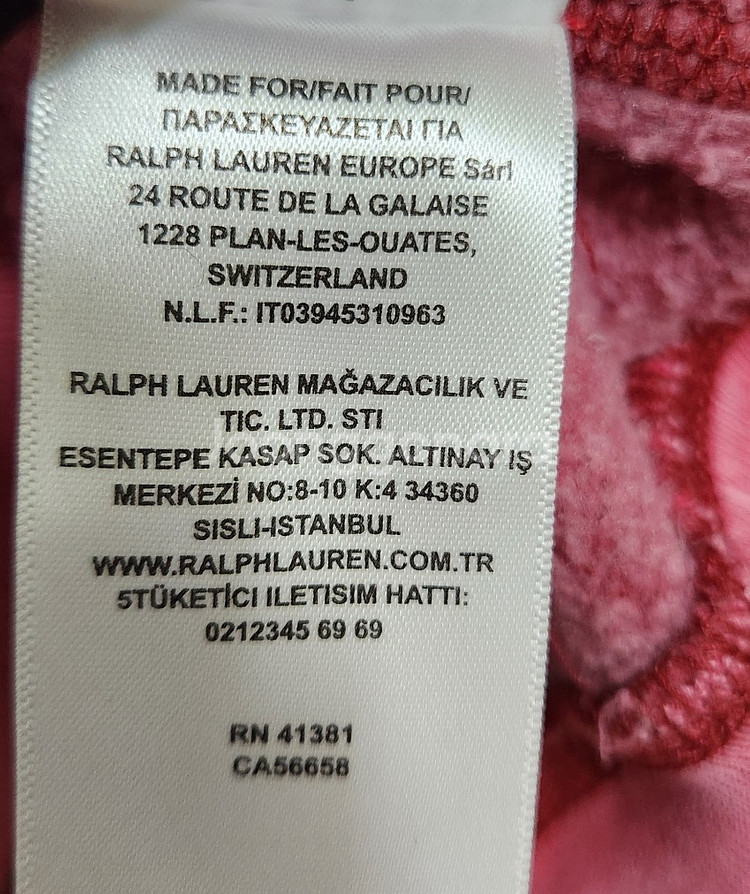 MADE FOR/FAIT POUR/
ΠΑΡΑΣΚΕΥΑΖΕΤΑΙ ΓΙΑ
RALPH LAUREN EUROPE Sárl
24 ROUTE DE LA GALAISE
1228 PLAN-LES-OUATES,
SWITZERLAND
N.L.F.: IT03945310963
RALPH LAUREN MAĞAZACILIK VE
TIC. LTD. STI
ESENTEPE KASAP SOK. ALTINAY IŞ
MERKEZİ NO:8-10 K:4 34360
SISLI-ISTANBUL
WWW.RALPHLAUREN.COM.TR
5TÜKETİCI ILETISIM HATTI:
0212345 69 69
RN 41381
CA56658